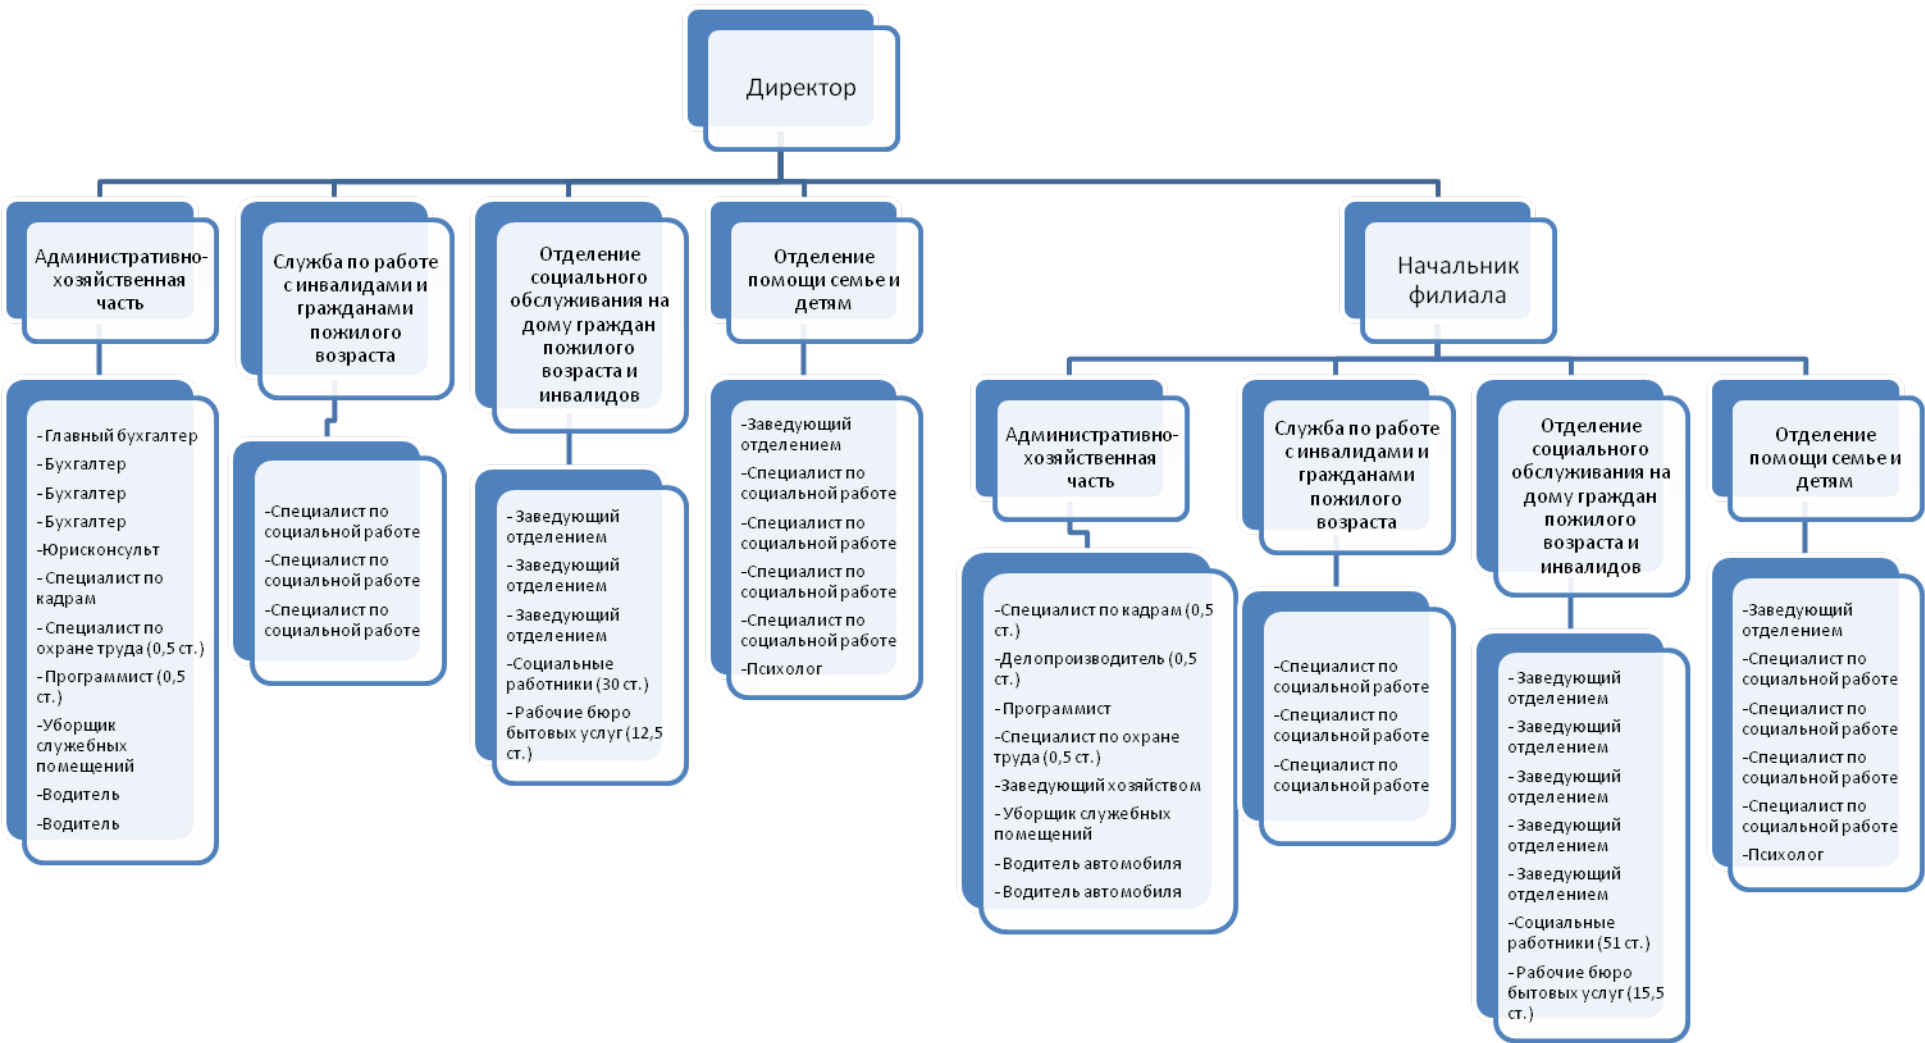 Директор
Административно-
хозяйственная
часть
Служба по работе
с инвалидами и
гражданами
пожилого
возраста
Отделение
социального
обслуживания на
дому граждан
пожилого
возраста и
инвалидов
Отделение
помощи семье и
детям
Начальник
филиала
-Главный бухгалтер
-Бухгалтер
-Бухгалтер
-Бухгалтер
-Юрисконсульт
-Специалист по
кадрам
-Специалист по
охране труда (0,5 ст.)
-Программист (0,5
ст.)
-Уборщик
служебных
помещений
-Водитель
-Водитель
-Специалист по
социальной работе
-Специалист по
социальной работе
-Специалист по
социальной работе
-Заведующий
отделением
-Заведующий
отделением
-Заведующий
отделением
-Социальные
работники (30 ст.)
-Рабочие бюро
бытовых услуг (12,5
ст.)
-Заведующий
отделением
-Специалист по
социальной работе
-Специалист по
социальной работе
-Специалист по
социальной работе
-Специалист по
социальной работе
-Психолог
Административно-
хозяйственная
часть
Служба по работе
с инвалидами и
гражданами
пожилого
возраста
Отделение
социального
обслуживания на
дому граждан
пожилого
возраста и
инвалидов
Отделение
помощи семье и
детям
-Специалист по кадрам (0,5
ст.)
-Делопроизводитель (0,5
ст.)
-Программист
-Специалист по охране
труда (0,5 ст.)
-Заведующий хозяйством
-Уборщик служебных
помещений
-Водитель автомобиля
-Водитель автомобиля
-Специалист по
социальной работе
-Специалист по
социальной работе
-Специалист по
социальной работе
-Заведующий
отделением
-Заведующий
отделением
-Заведующий
отделением
-Заведующий
отделением
-Заведующий
отделением
-Социальные
работники (51 ст.)
-Рабочие бюро
бытовых услуг (15,5
ст.)
-Заведующий
отделением
-Специалист по
социальной работе
-Специалист по
социальной работе
-Специалист по
социальной работе
-Специалист по
социальной работе
-Психолог